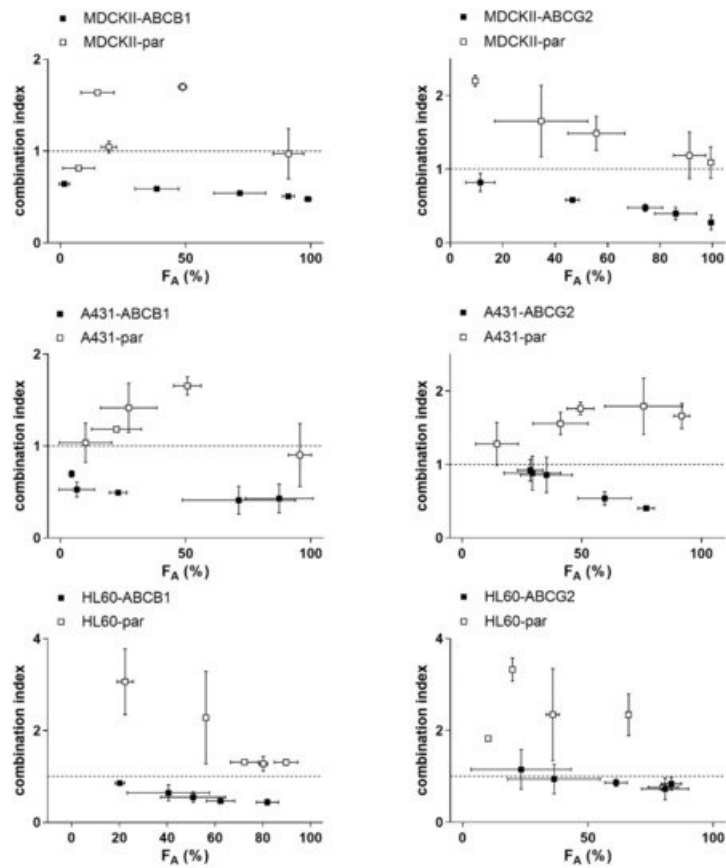 MDCKII-ABCB1
MDCKII-par
combination index
2
1
0
0 50 100
FA (%)
MDCKII-ABCG2
MDCKII-par
combination index
2
1
0
0 20 40 60 80 100
FA (%)
A431-ABCB1
A431-par
combination index
2
1
0
0 50 100
FA (%)
A431-ABCG2
A431-par
combination index
2
1
0
0 50 100
FA (%)
HL60-ABCB1
HL60-par
combination index
4
2
0
0 20 40 60 80 100
FA (%)
HL60-ABCG2
HL60-par
combination index
4
2
0
0 50 100
FA (%)